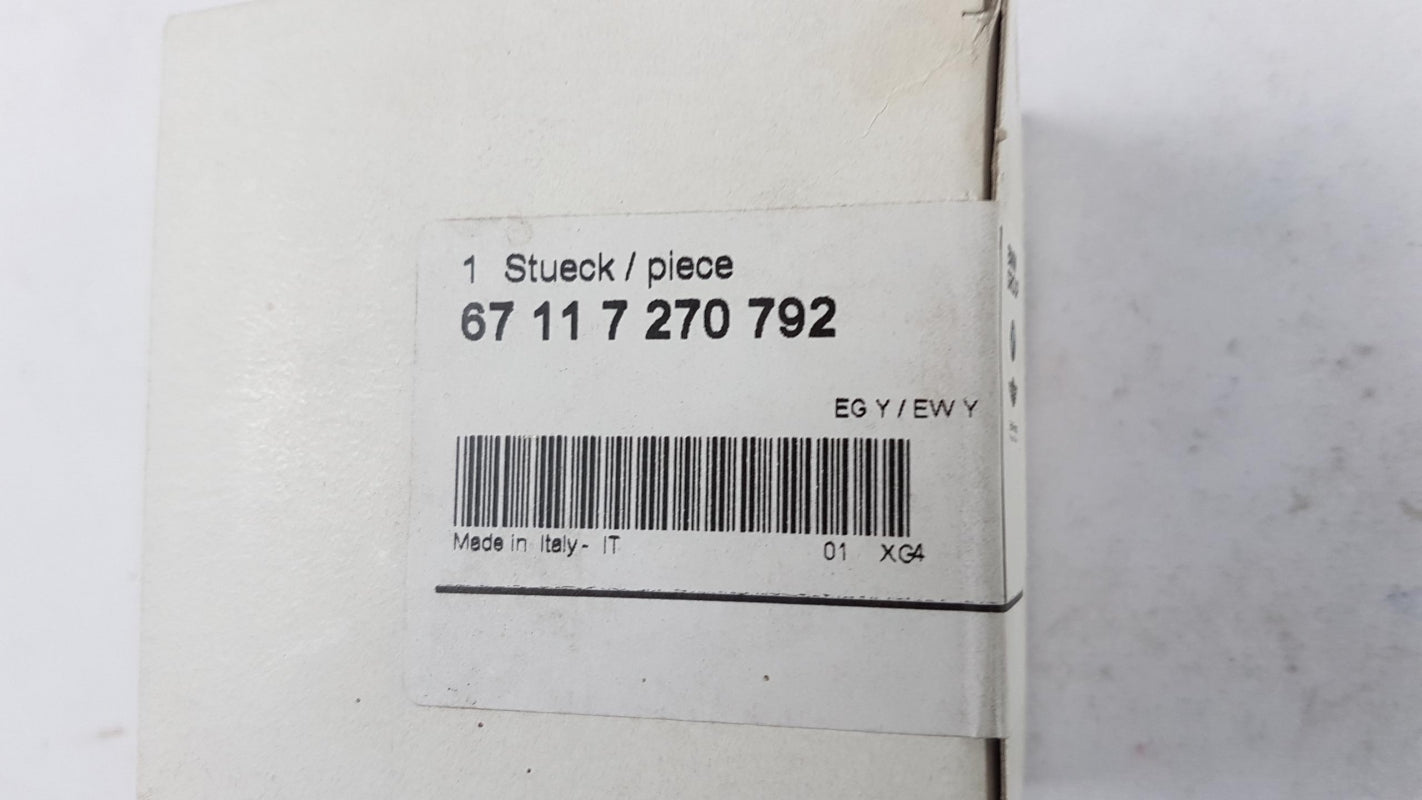 1 Stueck / piece
67 11 7 270 792
EG Y / EW Y
Made in Italy - IT 01 XG4